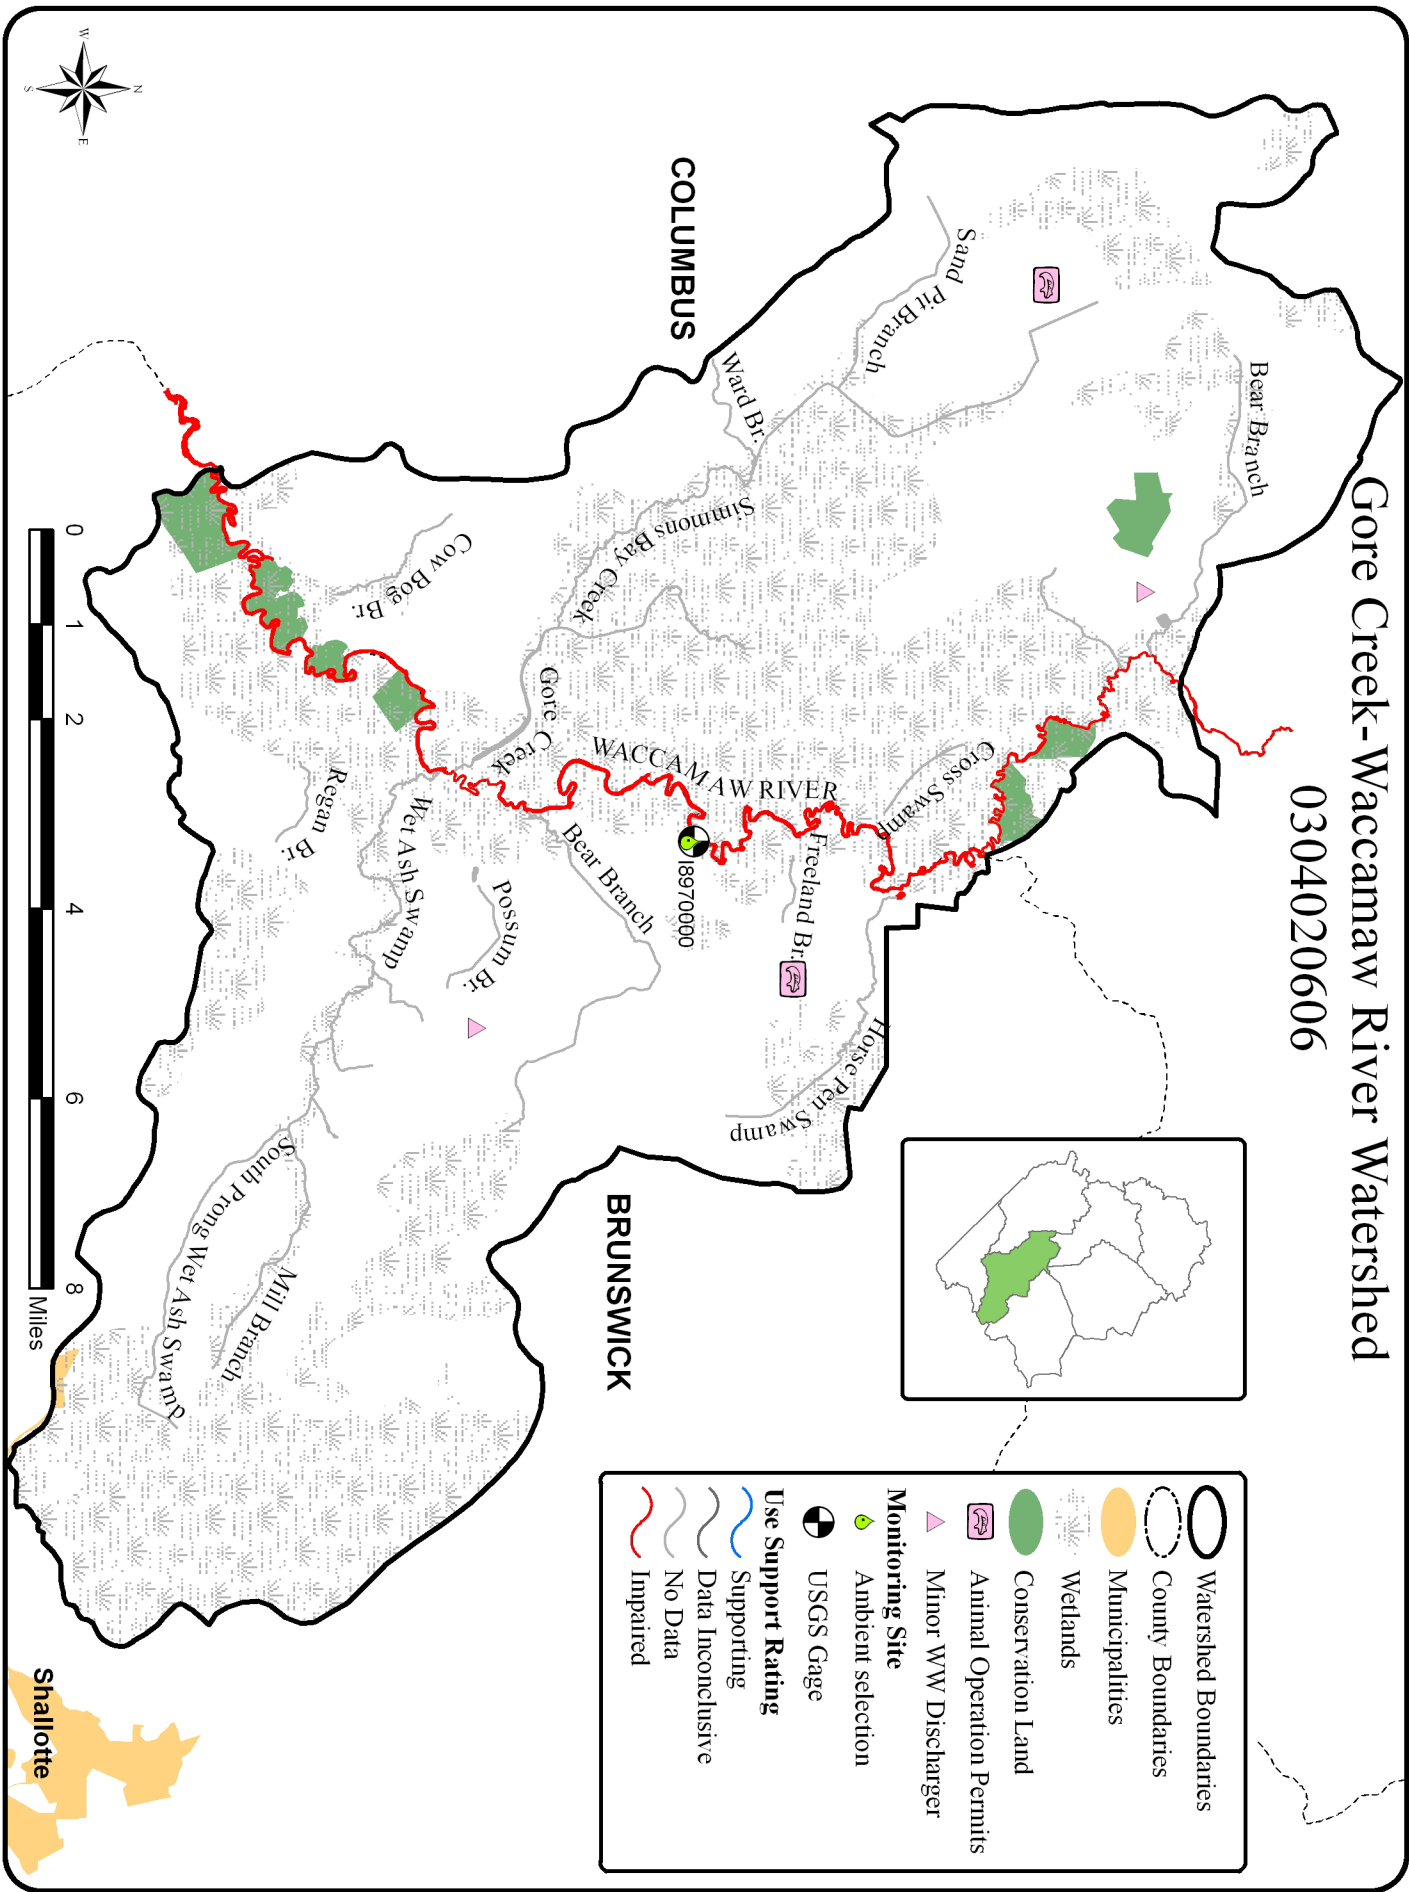 Gore Creek-Waccamaw River Watershed
030402020606
Watershed Boundaries
County Boundaries
Municipalities
Wetlands
Conservation Land
Animal Operation Permits
Minor WW Discharger
Monitoring Site
Ambient selection
USGS Gage
Use Support Rating
Supporting
Data Inconclusive
No Data
Impaired
COLUMBUS
BRUNSWICK
Shallotte
Bear Branch
Sand Pit Branch
Ward Br.
Simmons Bay Creek
Cow Bog Br.
Gore Creek
WACCAMAW RIVER
Cross Swamp
Freeland Br.
Horse Pen Swamp
I8970000
Bear Branch
Possum Br.
Wet Ash Swamp
Regan Br.
South Prong Wet Ash Swamp
Mill Branch
N
W
E
S
0 1 2 4 6 8
Miles